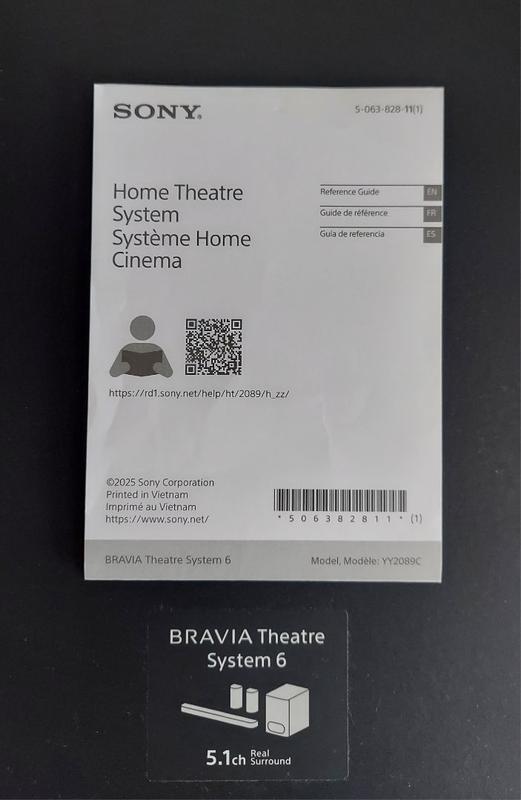 SONY®
5-063-828-11(1)
Home Theatre
System
Système Home
Cinema
Reference Guide EN
Guide de référence FR
Guía de referencia ES
https://rd1.sony.net/help/ht/2089/h_zz/
©2025 Sony Corporation
Printed in Vietnam
Imprimé au Vietnam
https://www.sony.net/
*506382811* (1)
BRAVIA Theatre System 6
Model, Modèle: YY2089C
BRAVIA Theatre
System 6
5.1ch Real
Surround